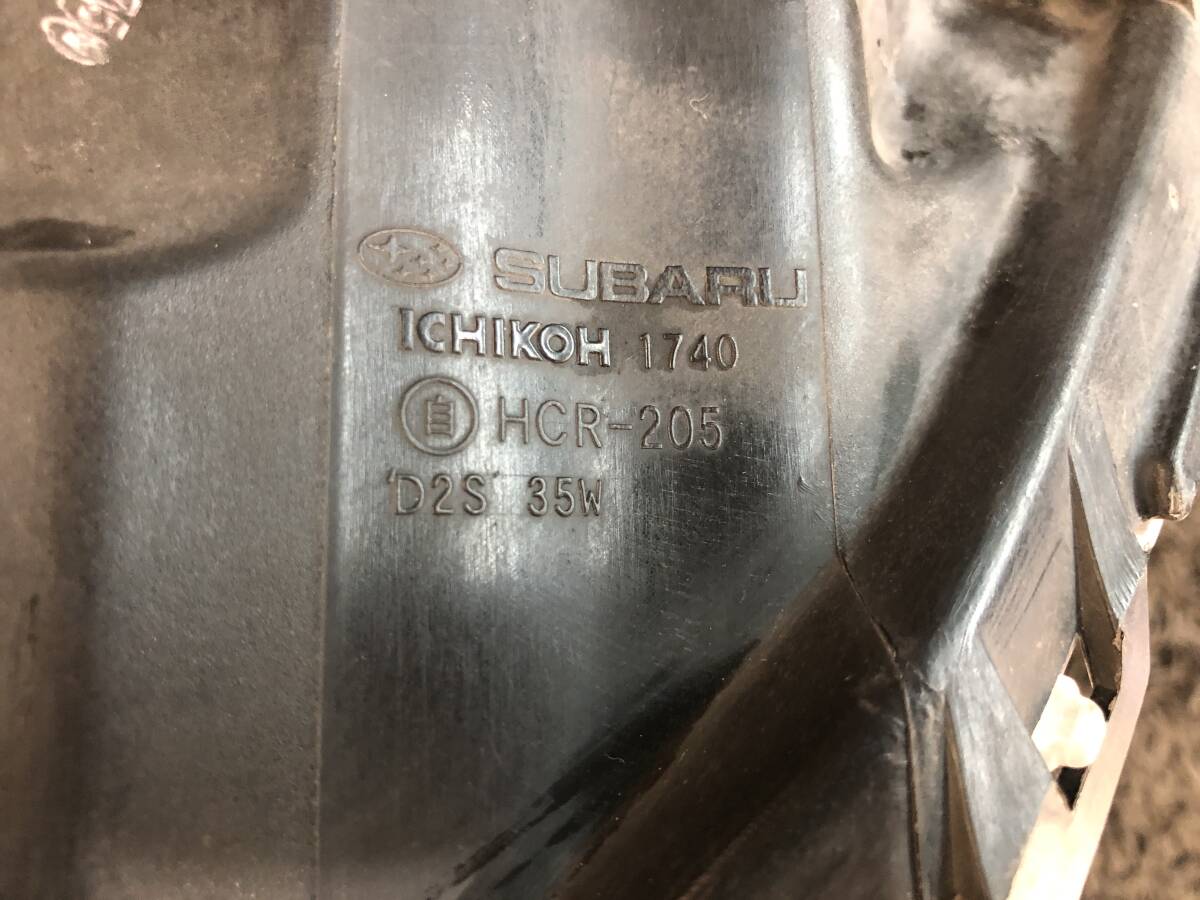 SUBARU
ICHIKOH 1740
自 HCR-205
'D2S' 35W